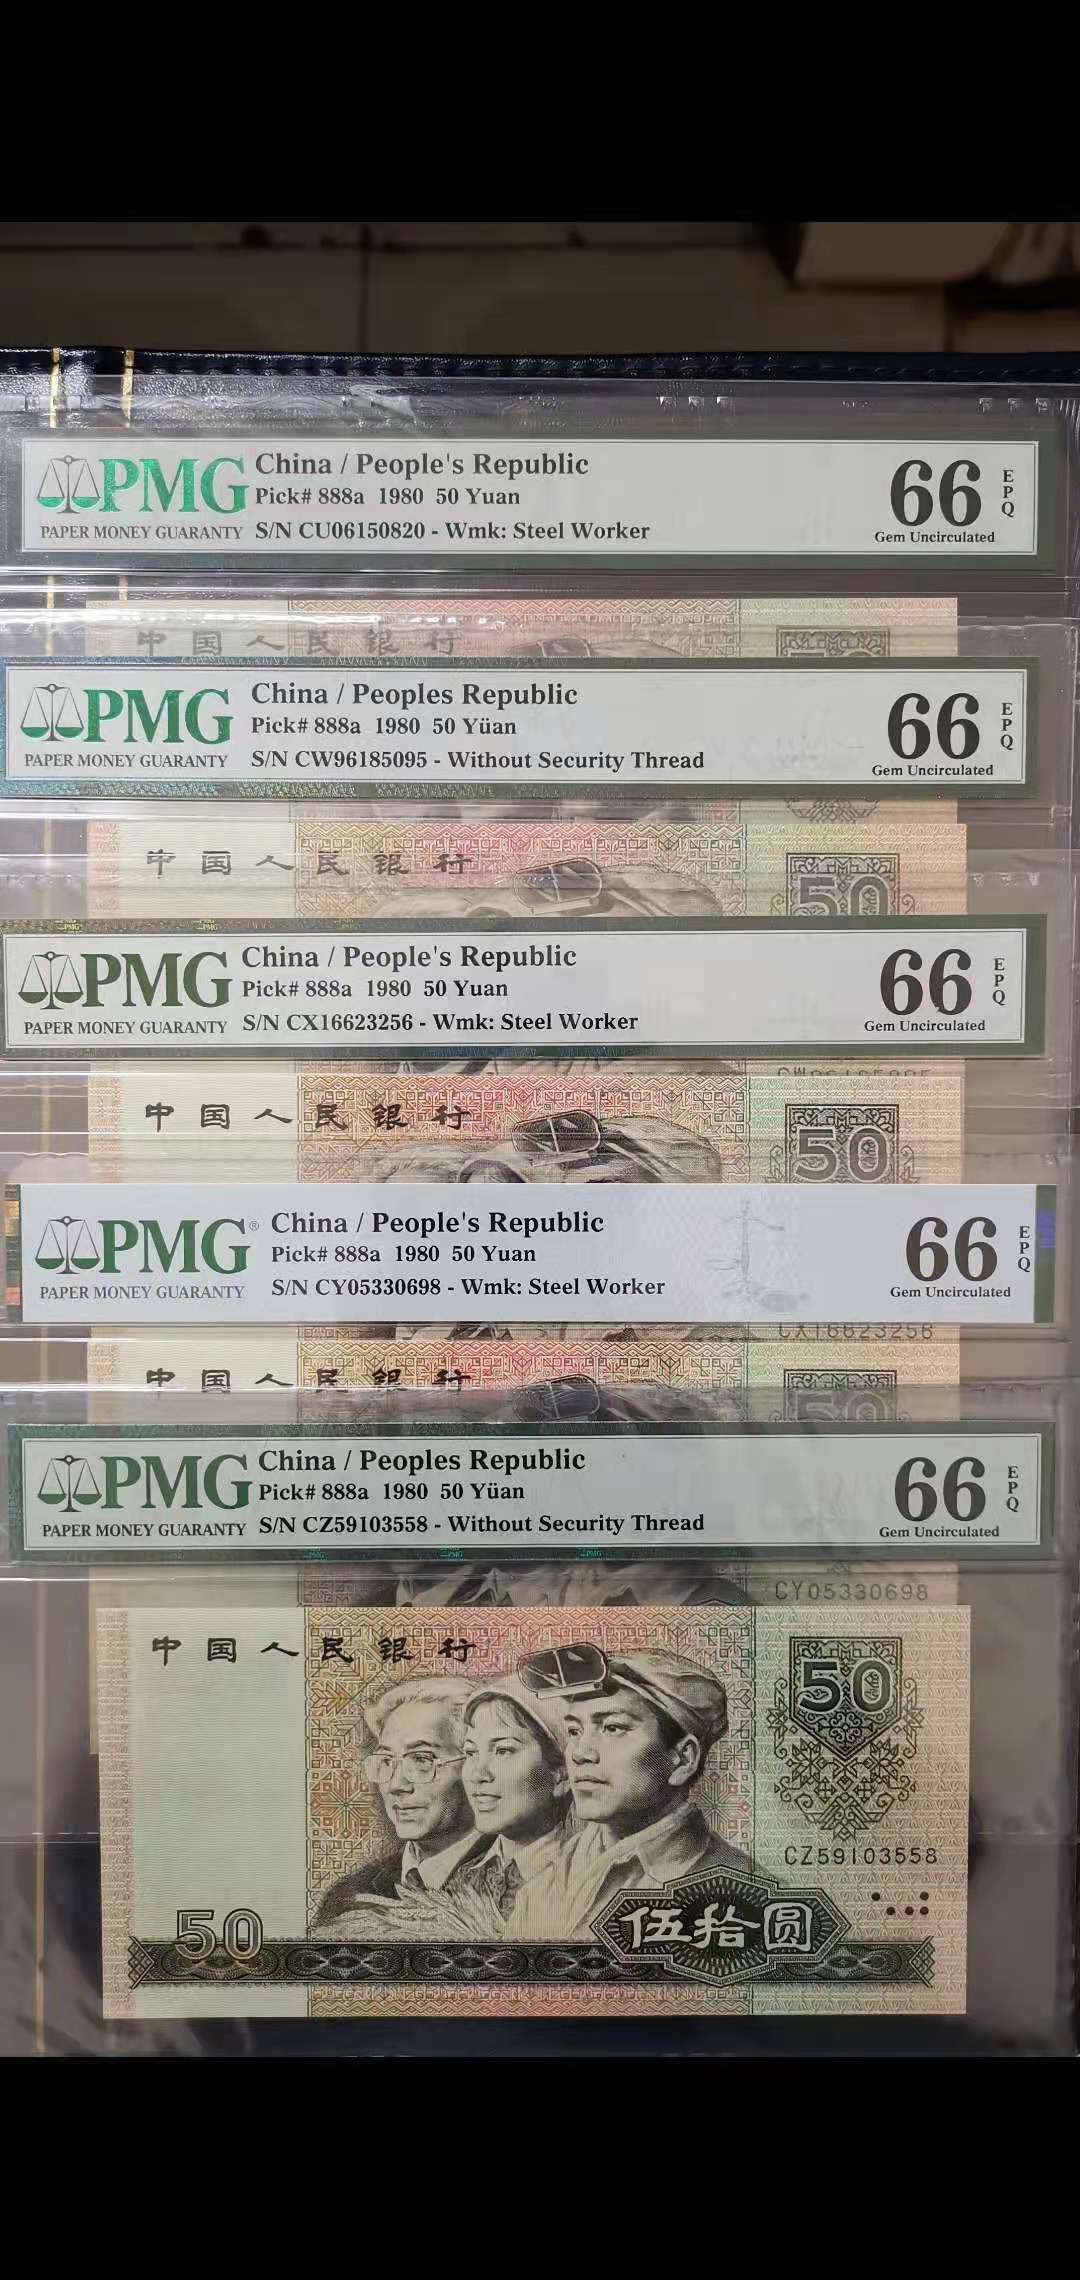 PMG
PAPER MONEY GUARANTY
China / People's Republic
Pick# 888a 1980 50 Yuan
S/N CU06150820 - Wmk: Steel Worker
66
EPQ
Gem Uncirculated
中国人民银行
PMG
PAPER MONEY GUARANTY
China / Peoples Republic
Pick# 888a 1980 50 Yüan
S/N CW96185095 - Without Security Thread
66
EPQ
Gem Uncirculated
中国人民银行
50
PMG
PAPER MONEY GUARANTY
China / People's Republic
Pick# 888a 1980 50 Yuan
S/N CX16623256 - Wmk: Steel Worker
66
EPQ
Gem Uncirculated
CW96185095
中国人民银行
50
PMG®
PAPER MONEY GUARANTY
China / People's Republic
Pick# 888a 1980 50 Yuan
S/N CY05330698 - Wmk: Steel Worker
66
EPQ
Gem Uncirculated
CX16623256
中国人民银行
50
PMG
PAPER MONEY GUARANTY
China / Peoples Republic
Pick# 888a 1980 50 Yüan
S/N CZ59103558 - Without Security Thread
66
EPQ
Gem Uncirculated
CY05330698
中国人民银行
50
CZ59103558
50
伍拾圆